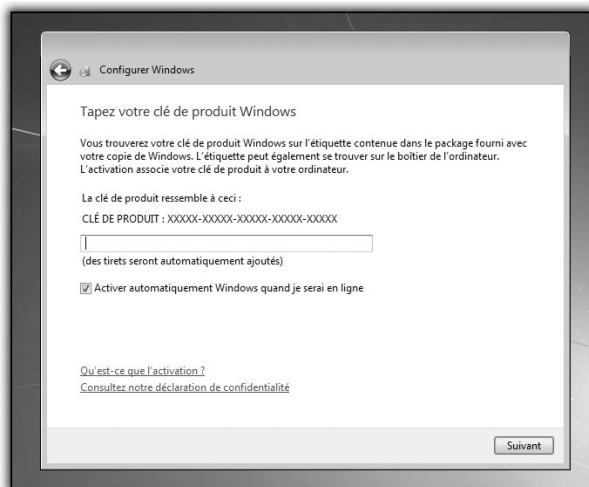 Configurer Windows
Tapez votre clé de produit Windows
Vous trouverez votre clé de produit Windows sur l'étiquette contenue dans le package fourni avec
votre copie de Windows. L'étiquette peut également se trouver sur le boîtier de l'ordinateur.
L'activation associe votre clé de produit à votre ordinateur.
La clé de produit ressemble à ceci :
CLÉ DE PRODUIT : XXXXX-XXXXX-XXXXX-XXXXX-XXXXX
(des tirets seront automatiquement ajoutés)
Activer automatiquement Windows quand je serai en ligne
Qu'est-ce que l'activation ?
Consultez notre déclaration de confidentialité
Suivant